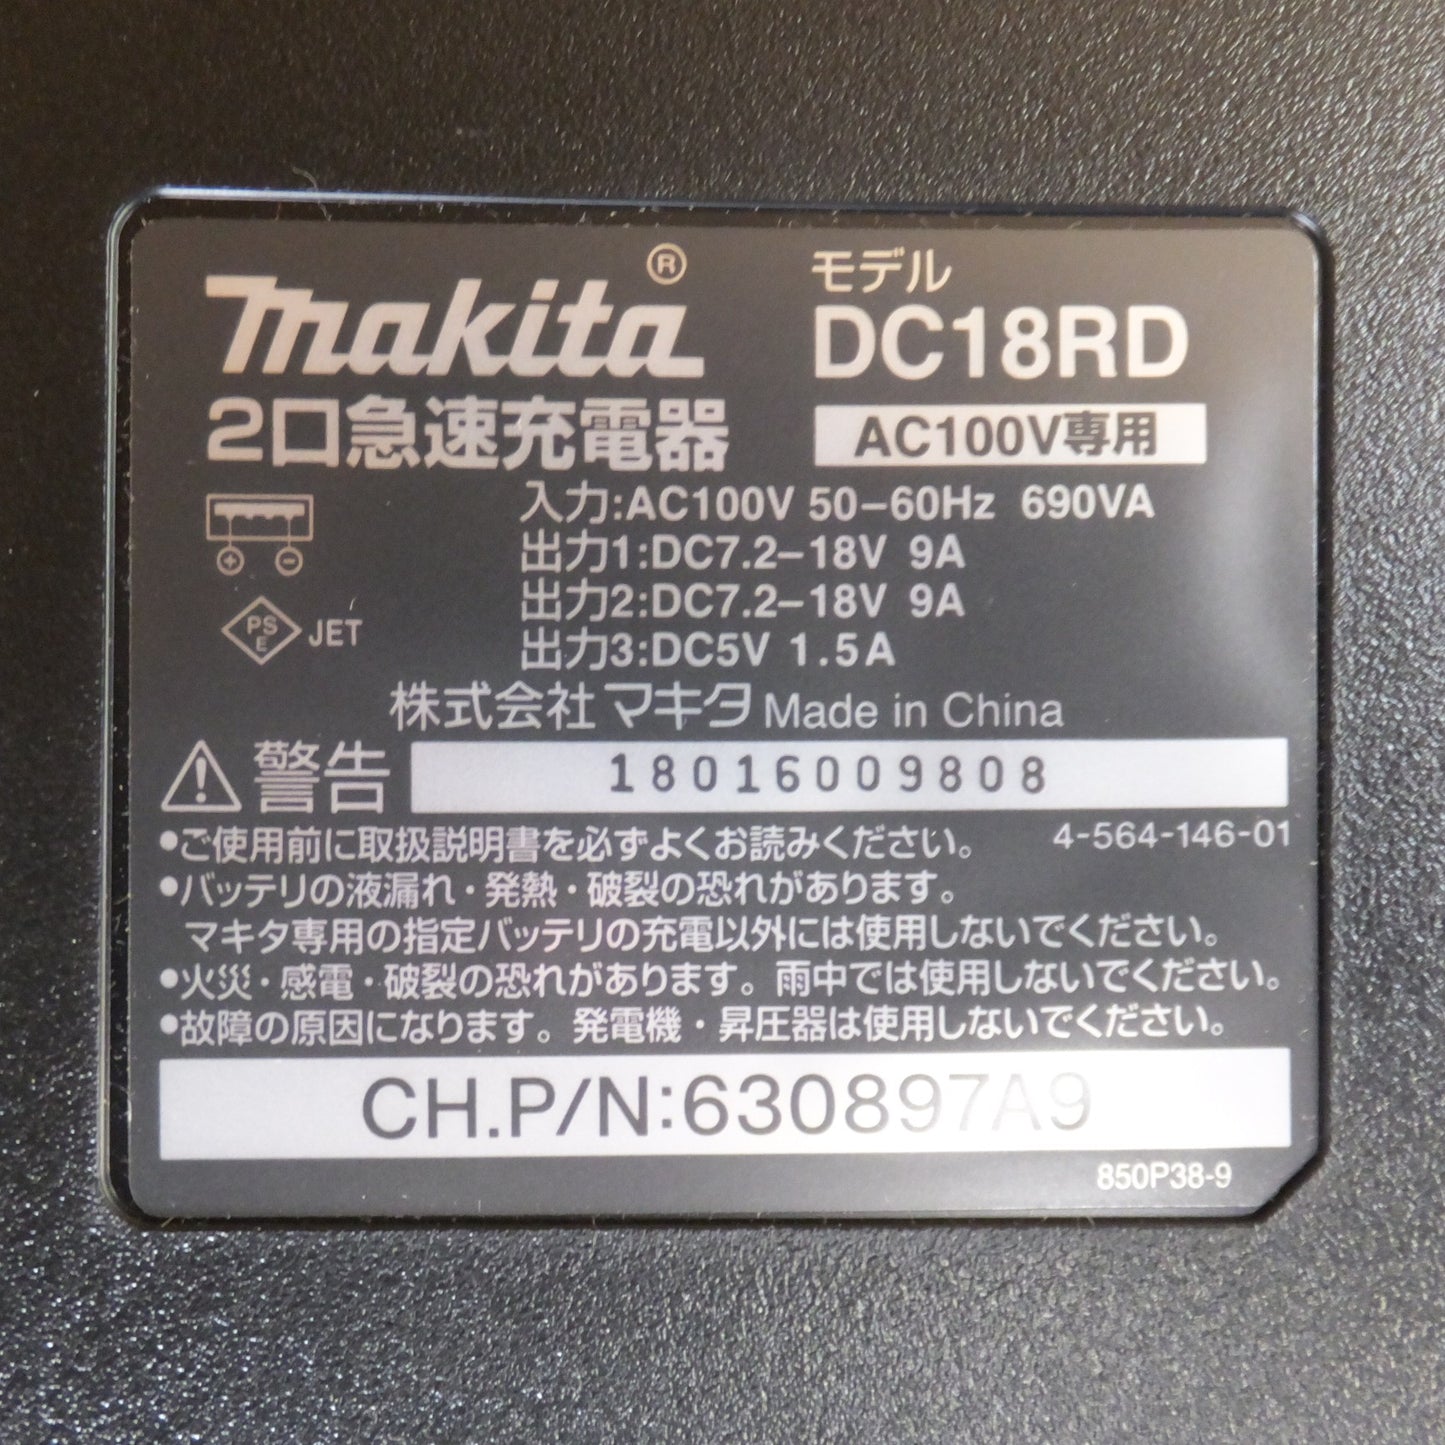 makita®
モデル
DC18RD
2口急速充電器
AC100V専用
入力:AC100V 50-60Hz 690VA
出力1:DC7.2-18V 9A
出力2:DC7.2-18V 9A
PSE JET
出力3:DC5V 1.5A
株式会社マキタ Made in China
警告
18016009808
•ご使用前に取扱説明書を必ずよくお読みください。 4-564-146-01
•バッテリの液漏れ・発熱・破裂の恐れがあります。
マキタ専用の指定バッテリの充電以外には使用しないでください。
•火災・感電・破裂の恐れがあります。雨中では使用しないでください。
•故障の原因になります。発電機・昇圧器は使用しないでください。
CH.P/N:630897A9
850P38-9